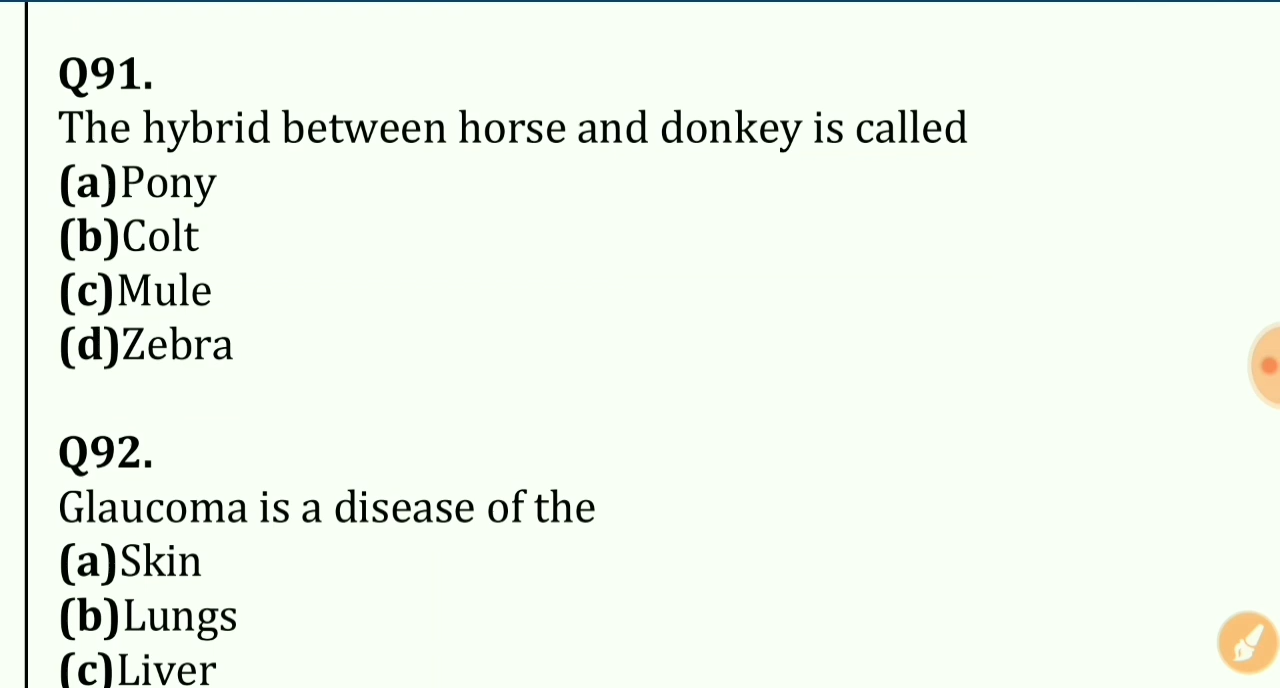 Q91.
The hybrid between horse and donkey is called
(a)Pony
(b)Colt
(c)Mule
(d)Zebra
Q92.
Glaucoma is a disease of the
(a)Skin
(b)Lungs
(c)Liver